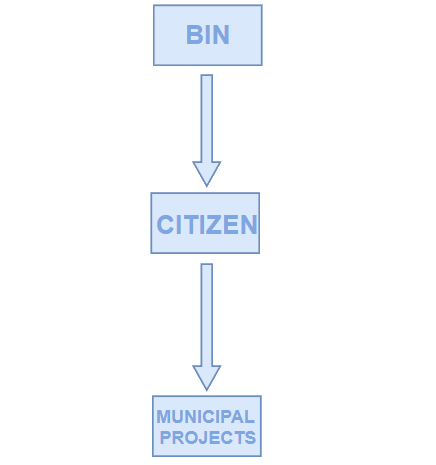 BIN
CITIZEN
MUNICIPAL
PROJECTS